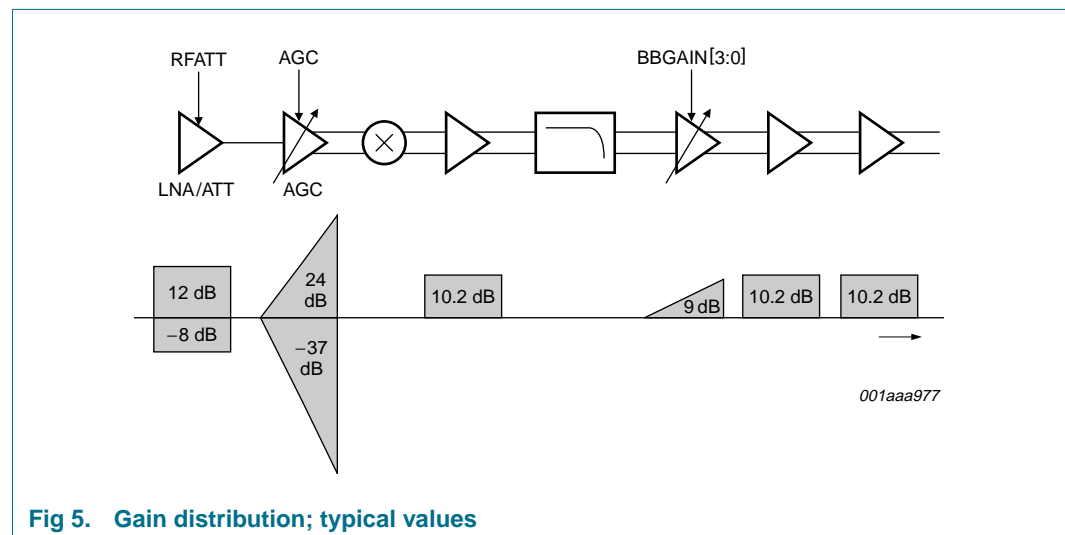 RFATT
AGC
BBGAIN[3:0]
LNA/ATT
AGC
12 dB
−8 dB
24
dB
−37
dB
10.2 dB
9 dB
10.2 dB
10.2 dB
001aaa977
Fig 5. Gain distribution; typical values